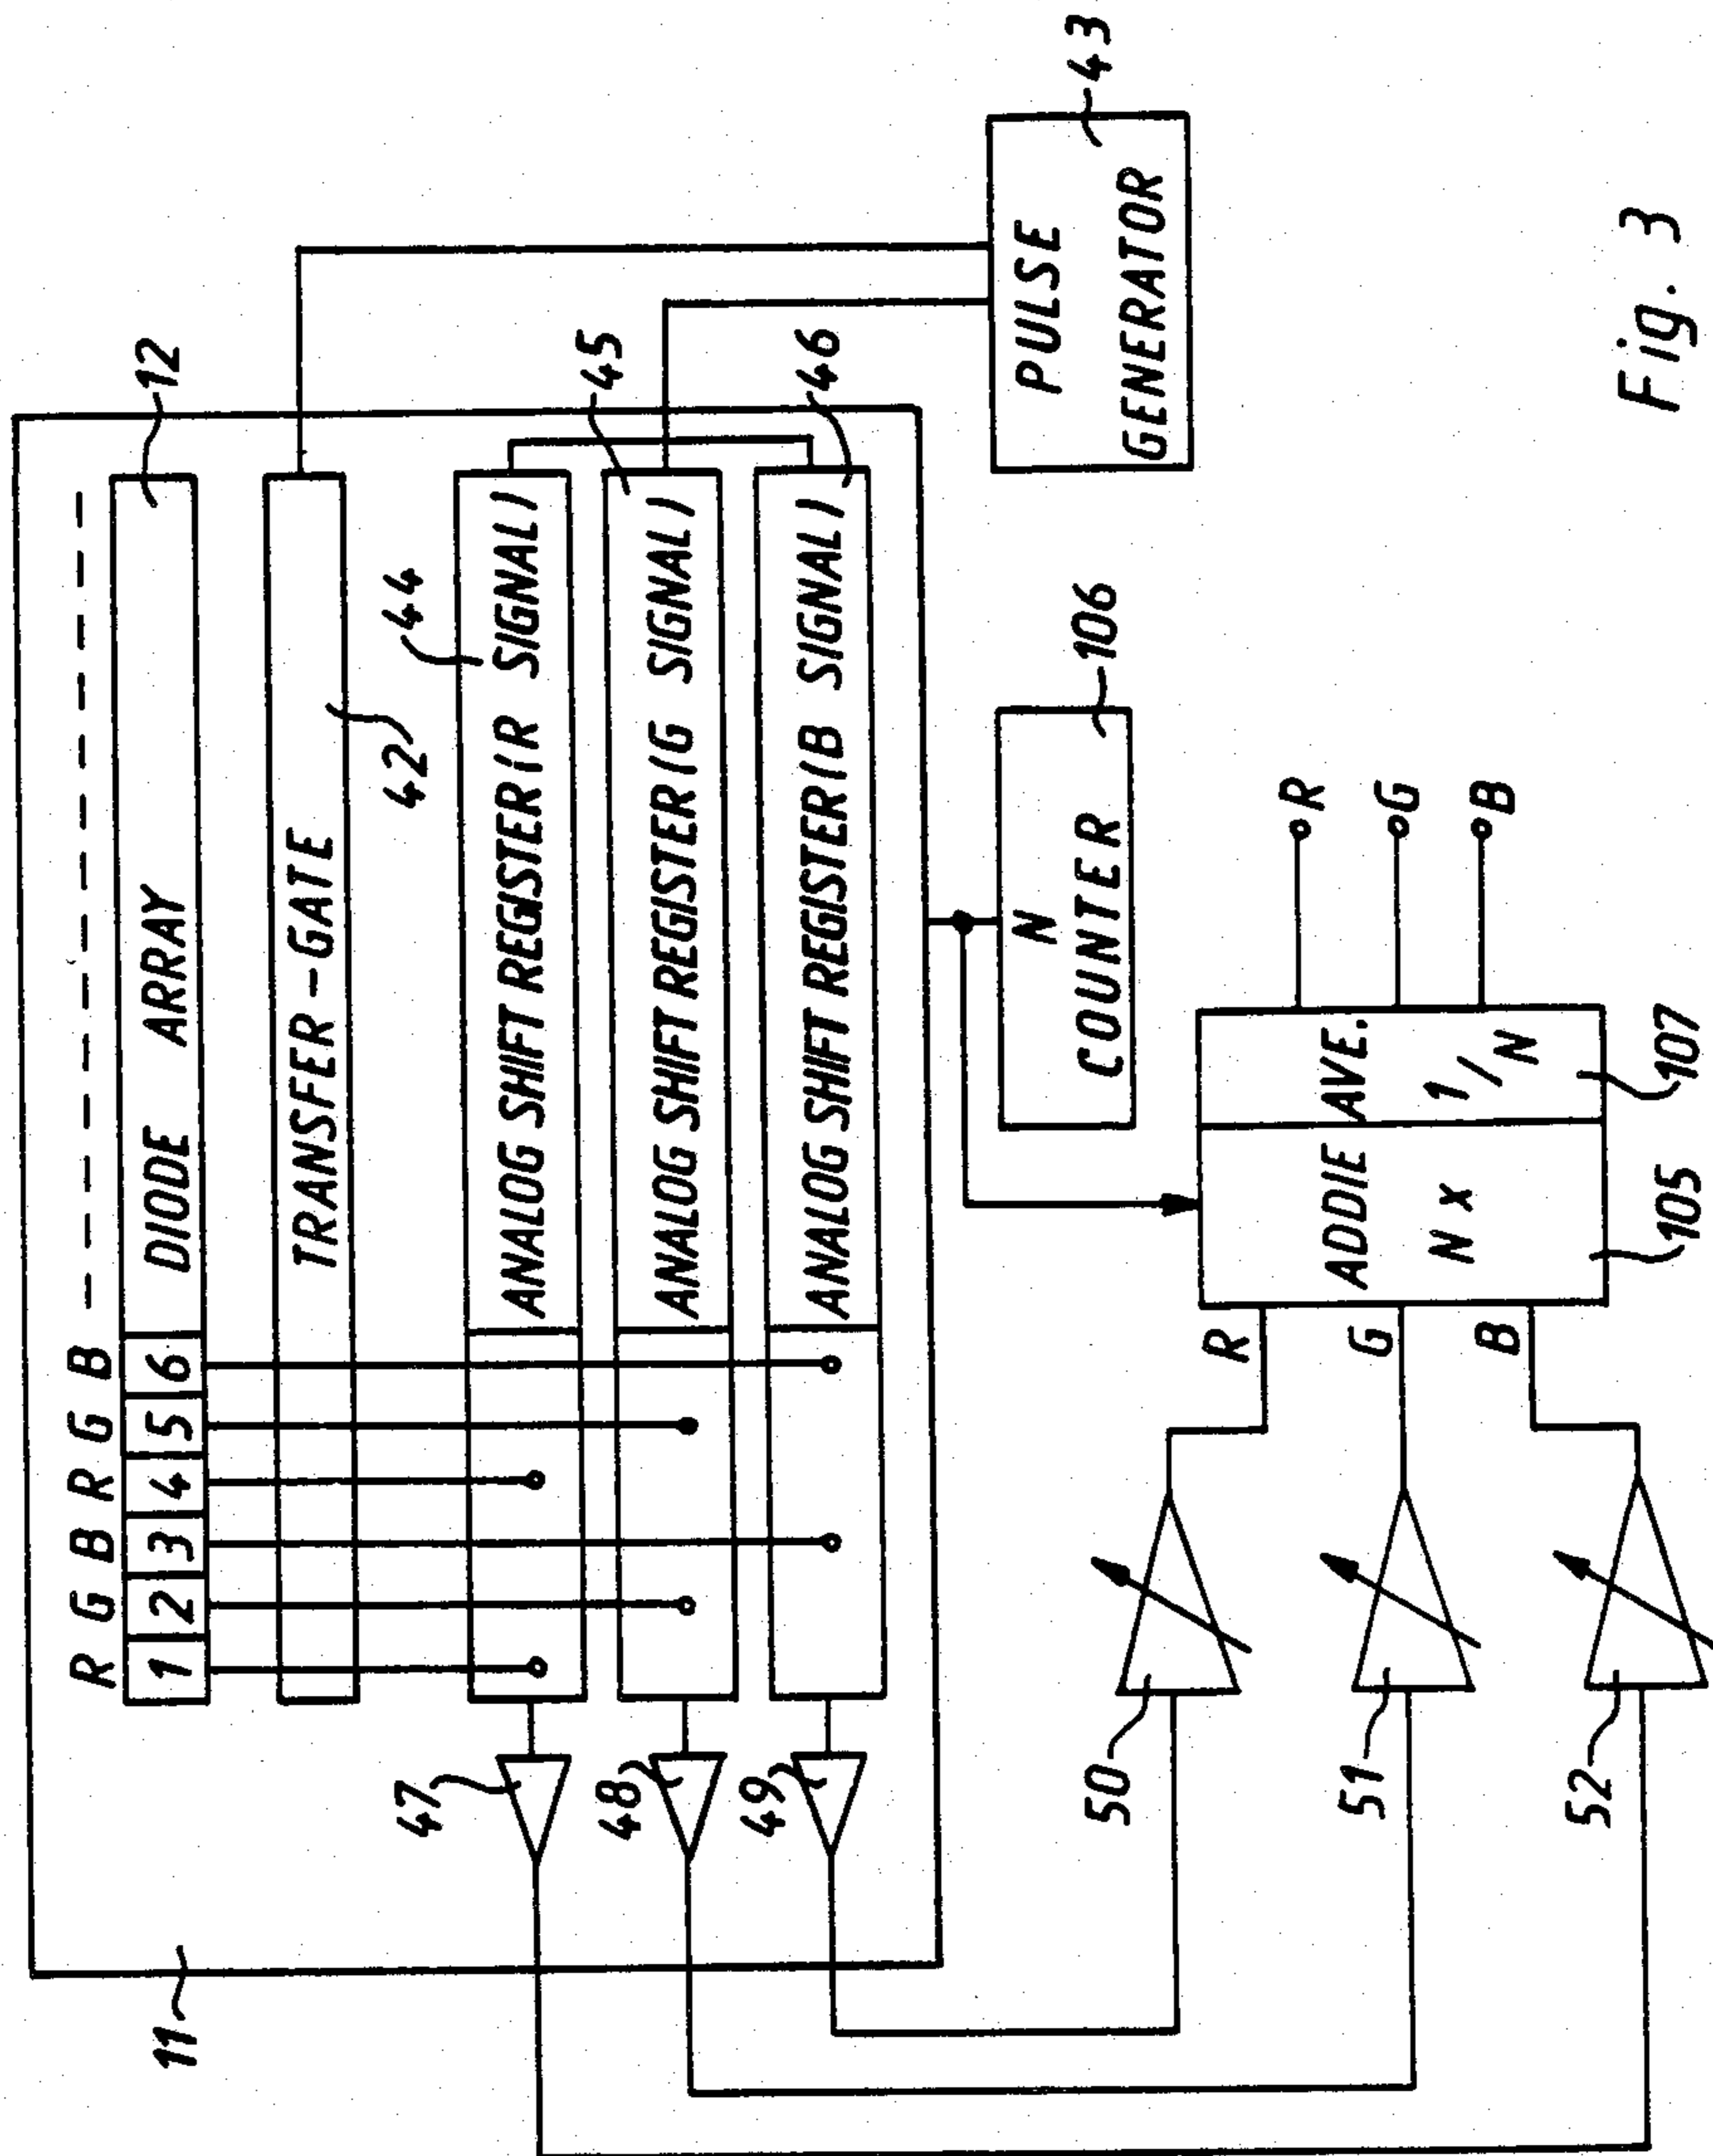 R G B R G B
1 2 3 4 5 6 DIODE ARRAY
12
TRANSFER-GATE
42
44
ANALOG SHIFT REGISTER (R SIGNAL)
45
ANALOG SHIFT REGISTER (G SIGNAL)
46
ANALOG SHIFT REGISTER (B SIGNAL)
47
48
49
11
PULSE
GENERATOR
43
N
COUNTER
106
50
51
52
R
G
B
ADDIE
N x
105
AVE.
1/N
107
R
G
B
Fig. 3